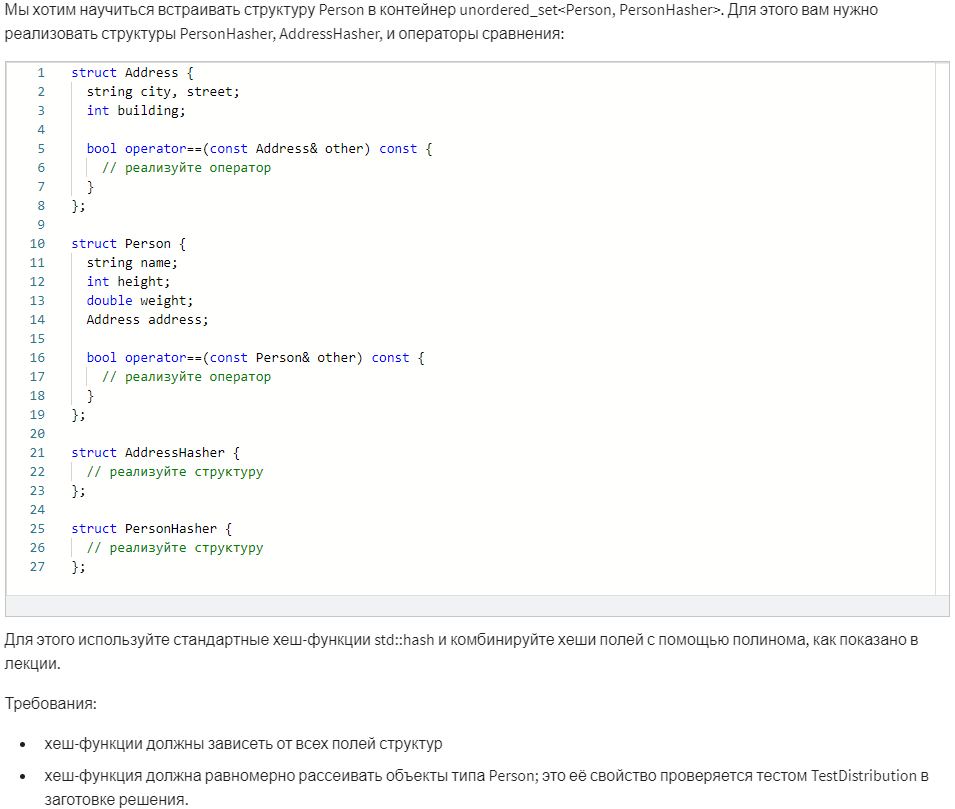 Мы хотим научиться встраивать структуру Person в контейнер unordered_set<Person, PersonHasher>. Для этого вам нужно
реализовать структуры PersonHasher, AddressHasher, и операторы сравнения:
1 struct Address {
2 string city, street;
3 int building;
4
5 bool operator==(const Address& other) const {
6 // реализуйте оператор
7 }
8 };
9
10 struct Person {
11 string name;
12 int height;
13 double weight;
14 Address address;
15
16 bool operator==(const Person& other) const {
17 // реализуйте оператор
18 }
19 };
20
21 struct AddressHasher {
22 // реализуйте структуру
23 };
24
25 struct PersonHasher {
26 // реализуйте структуру
27 };
Для этого используйте стандартные хеш-функции std::hash и комбинируйте хеши полей с помощью полинома, как показано в
лекции.
Требования:
• хеш-функции должны зависеть от всех полей структур
• хеш-функция должна равномерно рассеивать объекты типа Person; это её свойство проверяется тестом TestDistribution в
заготовке решения.